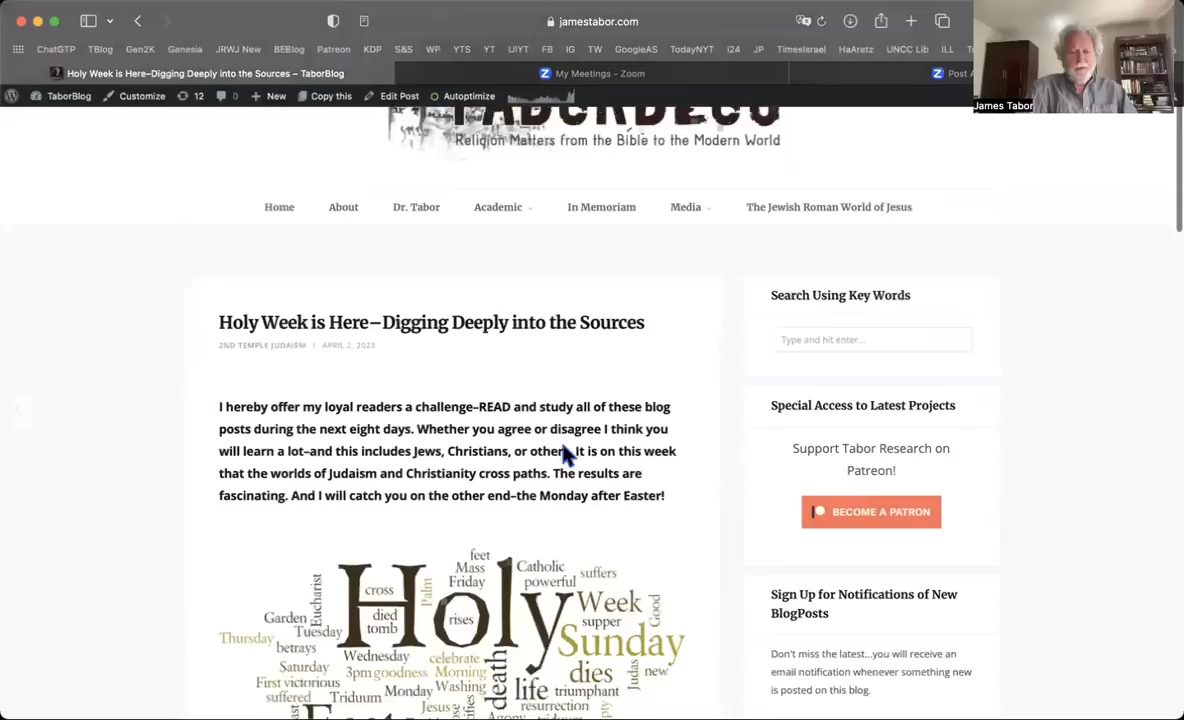 jamestabor.com
ChatGTP TBlog Gen2K Genesia JRWJ New BEBlog Patreon KDP S&S WP YTS YT UIYT FB IG TW GoogleAS TodayNYT i24 JP TimesIsrael HaAretz UNCC Lib ILL
Holy Week is Here–Digging Deeply into the Sources – TaborBlog
My Meetings – Zoom
Post A
TaborBlog Customize 12 0 New Copy this Edit Post Autoptimize
James Tabor
Religion Matters from the Bible to the Modern World
Home About Dr. Tabor Academic In Memoriam Media The Jewish Roman World of Jesus
Holy Week is Here–Digging Deeply into the Sources
2ND TEMPLE JUDAISM / APRIL 2, 2023
I hereby offer my loyal readers a challenge–READ and study all of these blog
posts during the next eight days. Whether you agree or disagree I think you
will learn a lot–and this includes Jews, Christians, or other It is on this week
that the worlds of Judaism and Christianity cross paths. The results are
fascinating. And I will catch you on the other end–the Monday after Easter!
feet
Mass
Catholic
suffers
Friday
powerful
Eucharist
cross
Palm
Holy
Week
Good
Garden
died
supper
Tuesday
tomb
rises
Thursday
Sunday
betrays
Wednesday
celebrate
Judas
Saturday
3pm
goodness
Morning
death
dies
new
First
victorious
Washing
life
triumphant
suffered
Triduum
Monday
Jesus
resurrection
Search Using Key Words
Type and hit enter...
Special Access to Latest Projects
Support Tabor Research on
Patreon!
BECOME A PATRON
Sign Up for Notifications of New
BlogPosts
Don't miss the latest...you will receive an
email notification whenever something new
is posted on this blog.